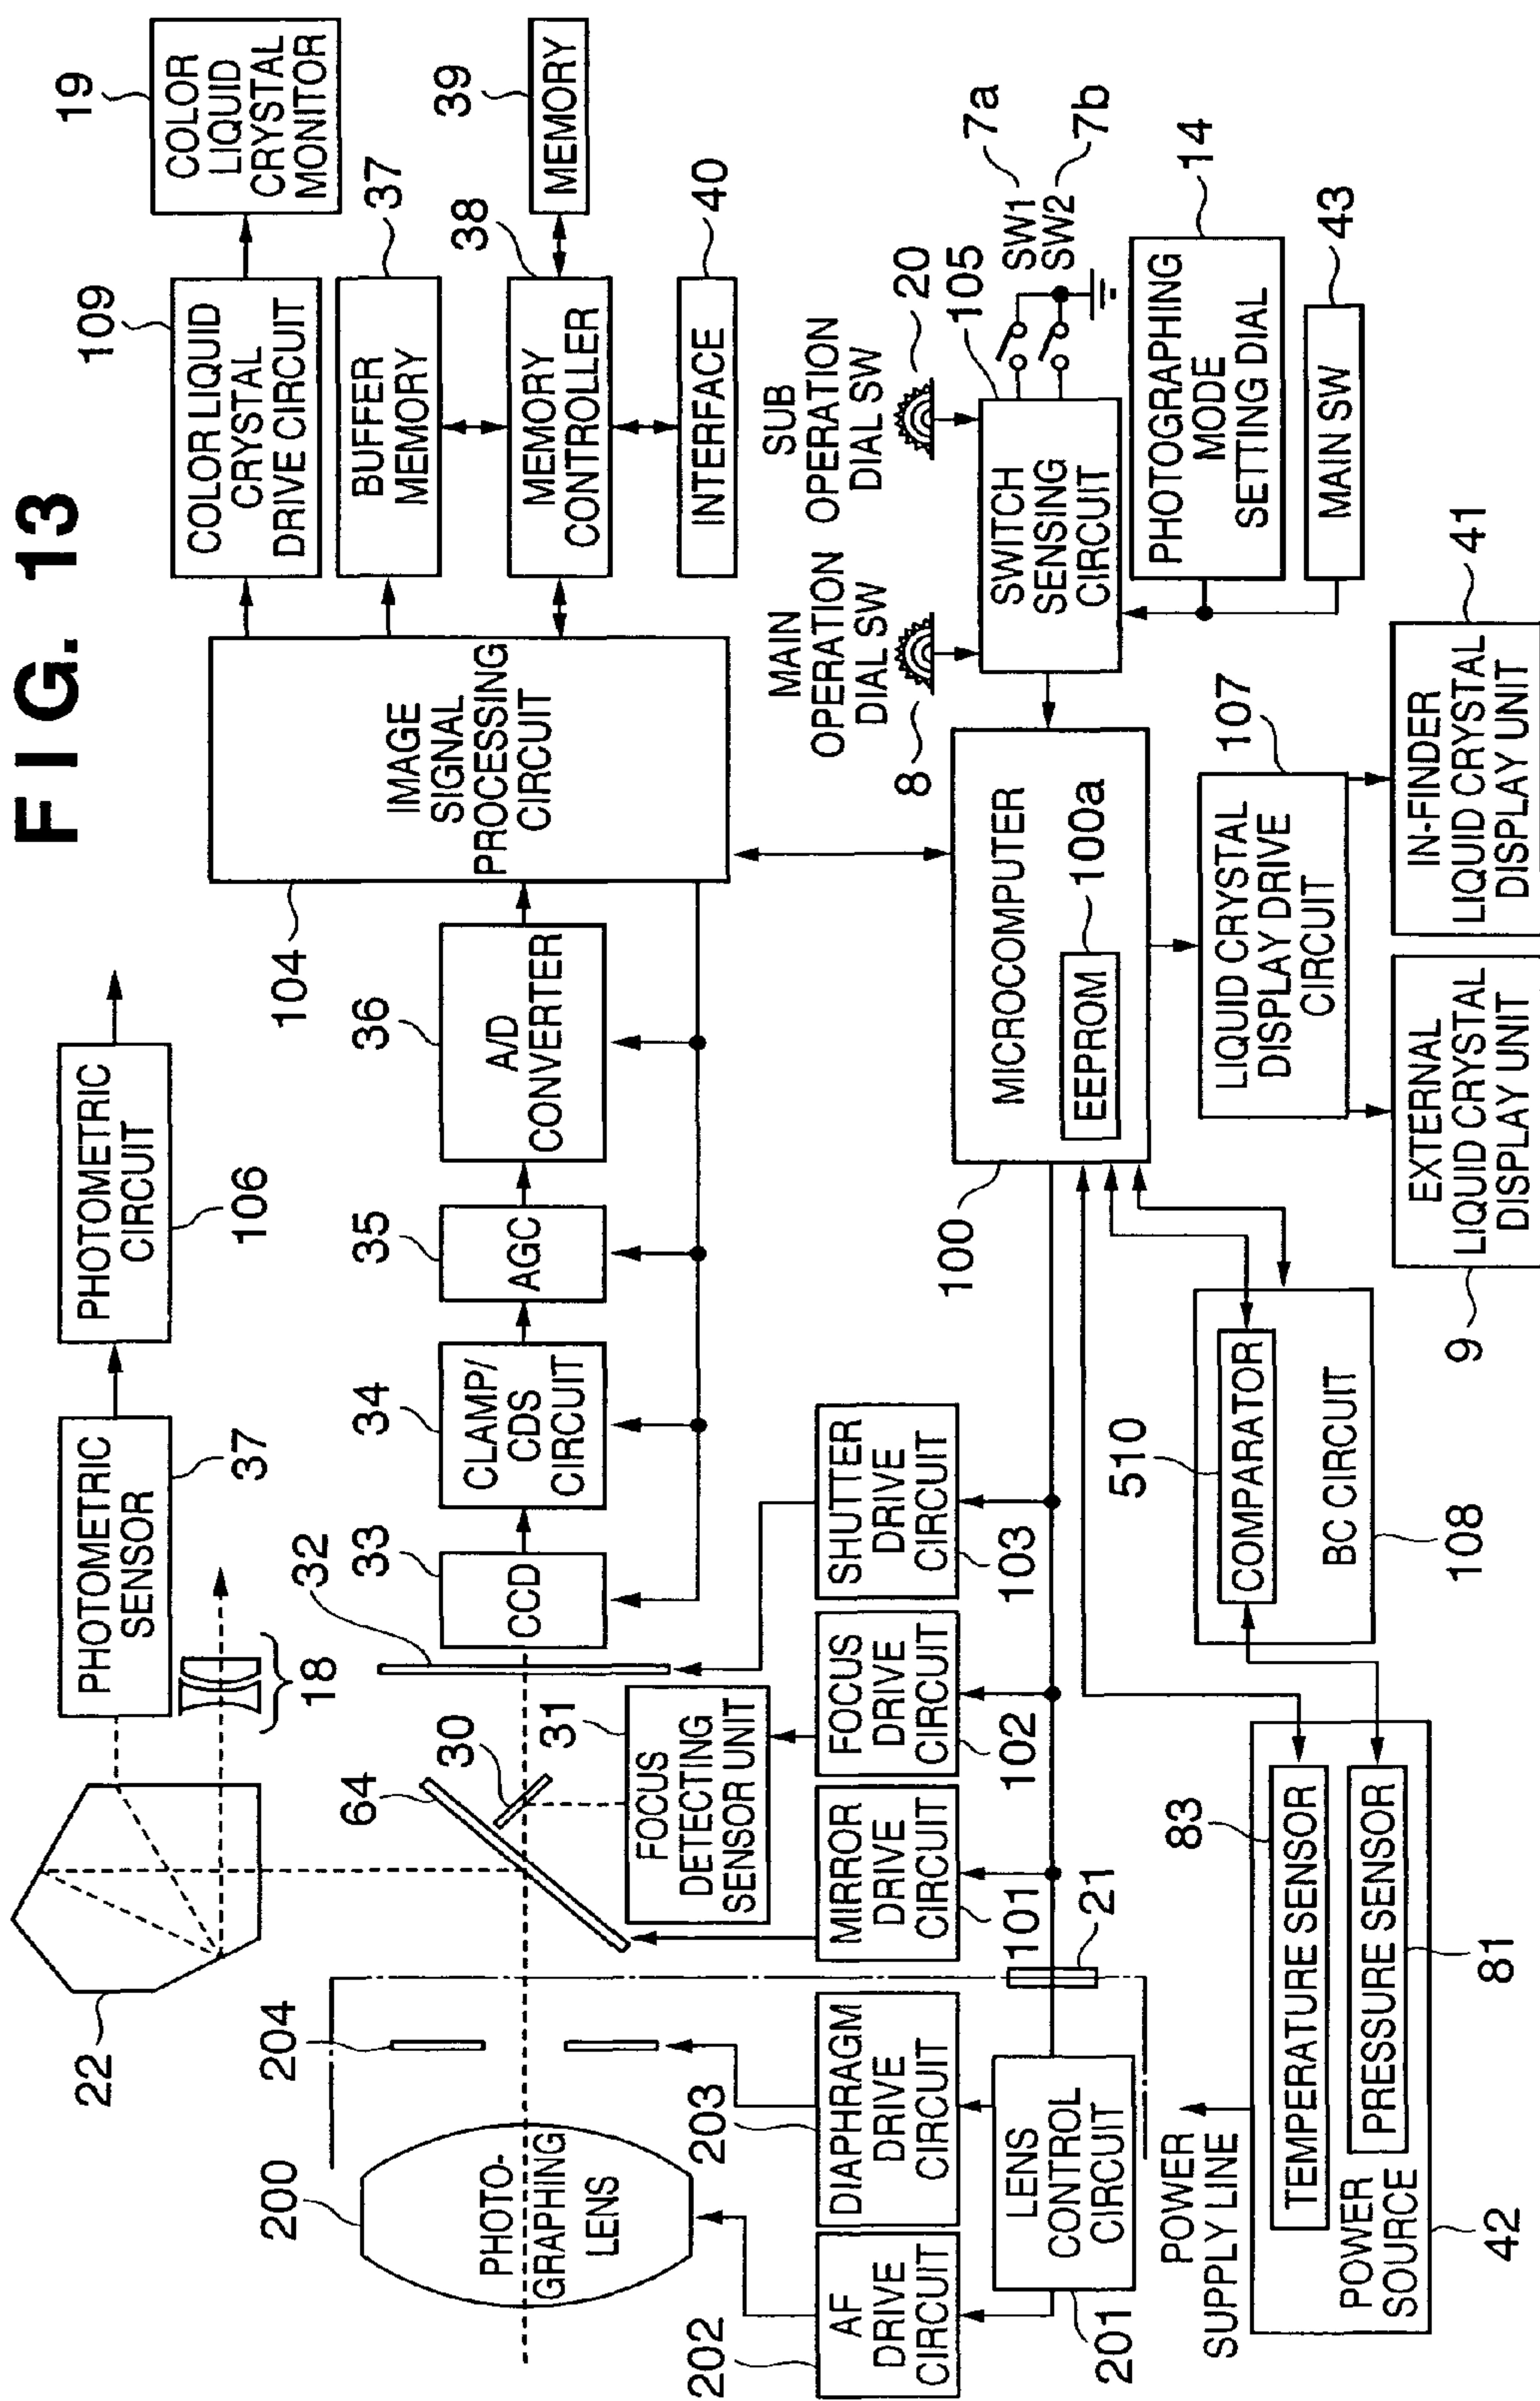 FIG. 13
22
PHOTOMETRIC
SENSOR
37
PHOTOMETRIC
CIRCUIT
106
18
19
COLOR
LIQUID
CRYSTAL
MONITOR
109
COLOR LIQUID
CRYSTAL
DRIVE CIRCUIT
37
BUFFER
MEMORY
38
MEMORY
CONTROLLER
39
MEMORY
40
INTERFACE
104
IMAGE
SIGNAL
PROCESSING
CIRCUIT
36
A/D
CONVERTER
35
AGC
34
CLAMP/
CDS
CIRCUIT
33
CCD
32
30
64
31
FOCUS
DETECTING
SENSOR UNIT
204
200
PHOTO-
GRAPHING
LENS
202
AF
DRIVE
CIRCUIT
203
DIAPHRAGM
DRIVE
CIRCUIT
MIRROR
DRIVE
CIRCUIT
101
FOCUS
DRIVE
CIRCUIT
102
SHUTTER
DRIVE
CIRCUIT
103
21
LENS
CONTROL
CIRCUIT
201
MAIN
OPERATION
DIAL SW
8
SUB
OPERATION
DIAL SW
20
105
SWITCH
SENSING
CIRCUIT
SW1
7a
SW2
7b
14
PHOTOGRAPHING
MODE
SETTING DIAL
43
MAIN SW
100
MICROCOMPUTER
100a
EEPROM
107
LIQUID CRYSTAL
DISPLAY DRIVE
CIRCUIT
EXTERNAL
LIQUID CRYSTAL
DISPLAY UNIT
9
IN-FINDER
LIQUID CRYSTAL
DISPLAY UNIT
41
510
COMPARATOR
BC CIRCUIT
108
POWER
SUPPLY LINE
83
TEMPERATURE SENSOR
PRESSURE SENSOR
81
POWER
SOURCE
42